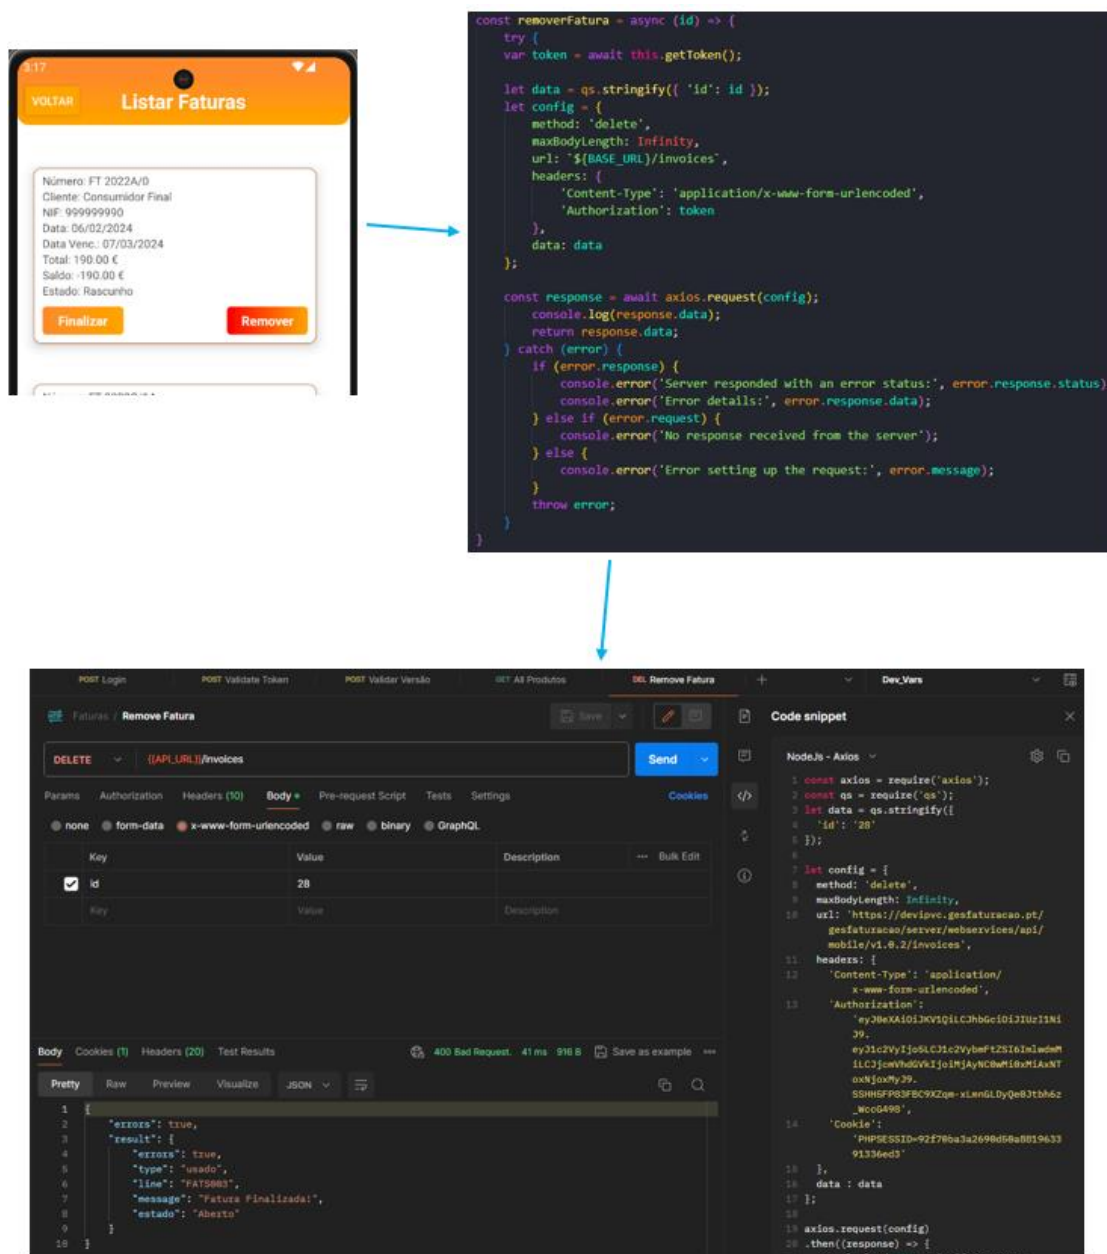 3:17
VOLTAR
Listar Faturas
Número: FT 2022A/0
Cliente: Consumidor Final
NIF: 999999990
Data: 06/02/2024
Data Venc.: 07/03/2024
Total: 190.00 €
Saldo: -190.00 €
Estado: Rascunho
Finalizar
Remover
const removerFatura = async (id) => {
try {
var token = await this.getToken();
let data = qs.stringify({ 'id': id });
let config = {
method: 'delete',
maxBodyLength: Infinity,
url: `${BASE_URL}/invoices`,
headers: {
'Content-Type': 'application/x-www-form-urlencoded',
'Authorization': token
},
data: data
};
const response = await axios.request(config);
console.log(response.data);
return response.data;
} catch (error) {
if (error.response) {
console.error('Server responded with an error status:', error.response.status)
console.error('Error details:', error.response.data);
} else if (error.request) {
console.error('No response received from the server');
} else {
console.error('Error setting up the request:', error.message);
}
throw error;
}
}
POST Login
POST Validate Token
POST Validar Versão
GET All Produtos
DEL Remove Fatura
+
Dev_Vars
Faturas / Remove Fatura
Save
DELETE
{{API_URL}}/invoices
Send
Params Authorization Headers (10) Body Pre-request Script Tests Settings
Cookies
none form-data x-www-form-urlencoded raw binary GraphQL
Key Value Description ••• Bulk Edit
id 28
Key Value Description
Body Cookies (1) Headers (20) Test Results
400 Bad Request 41 ms 916 B Save as example •••
Pretty Raw Preview Visualize JSON
1 {
2 "errors": true,
3 "result": {
4 "errors": true,
5 "type": "usado",
6 "line": "FATS003",
7 "message": "Fatura Finalizada!",
8 "estado": "Aberto"
9 }
10 }
Code snippet
NodeJs - Axios
1 const axios = require('axios');
2 const qs = require('qs');
3 let data = qs.stringify({
4 'id': '28'
5 });
6
7 let config = {
8 method: 'delete',
9 maxBodyLength: Infinity,
10 url: 'https://devipvc.gesfaturacao.pt/
gesfaturacao/server/webservices/api/
mobile/v1.0.2/invoices',
11 headers: {
12 'Content-Type': 'application/
x-www-form-urlencoded',
13 'Authorization':
14 'Cookie':
15 },
16 data : data
17 };
18
19 axios.request(config)
20 .then((response) => {